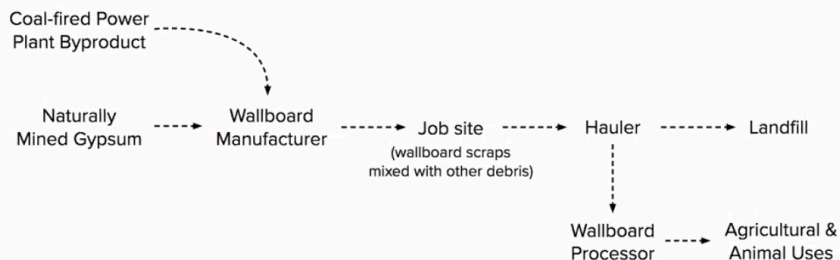 Coal-fired Power
Plant Byproduct
Naturally
Mined Gypsum
Wallboard
Manufacturer
Job site
(wallboard scraps
mixed with other debris)
Hauler
Landfill
Wallboard
Processor
Agricultural &
Animal Uses